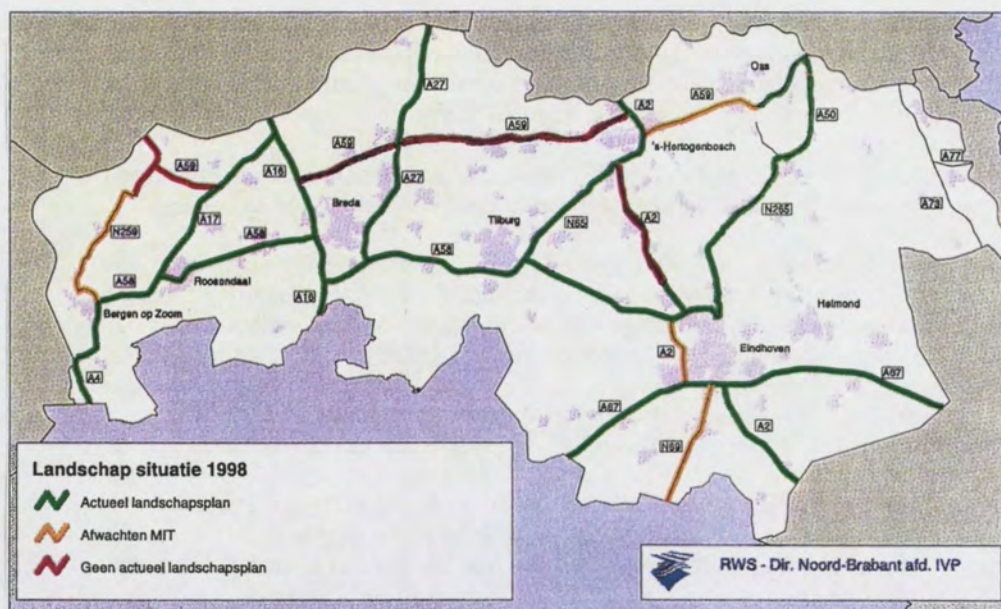 A27
Oss
A59
A2
A50
A59
A59
's-Hertogenbosch
A77
A59
A16
A27
Breda
A73
A17
Tilburg
N65
A2
N265
N259
A58
A58
A58
Roosendaal
A16
Helmond
Bergen op Zoom
A2
Eindhoven
A4
A67
A67
N69
A2
Landschap situatie 1998
Actueel landschapsplan
Afwachten MIT
Geen actueel landschapsplan
RWS - Dir. Noord-Brabant afd. IVP